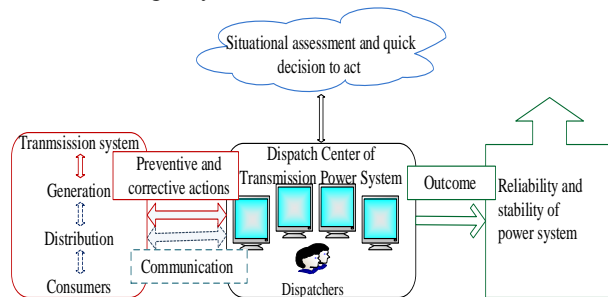 Situational assessment and quick
decision to act
Tranmsission system
Generation
Distribution
Consumers
Preventive and
corrective actions
Communication
Dispatch Center of
Transmission Power System
Dispatchers
Outcome
Reliability and
stability of
power system